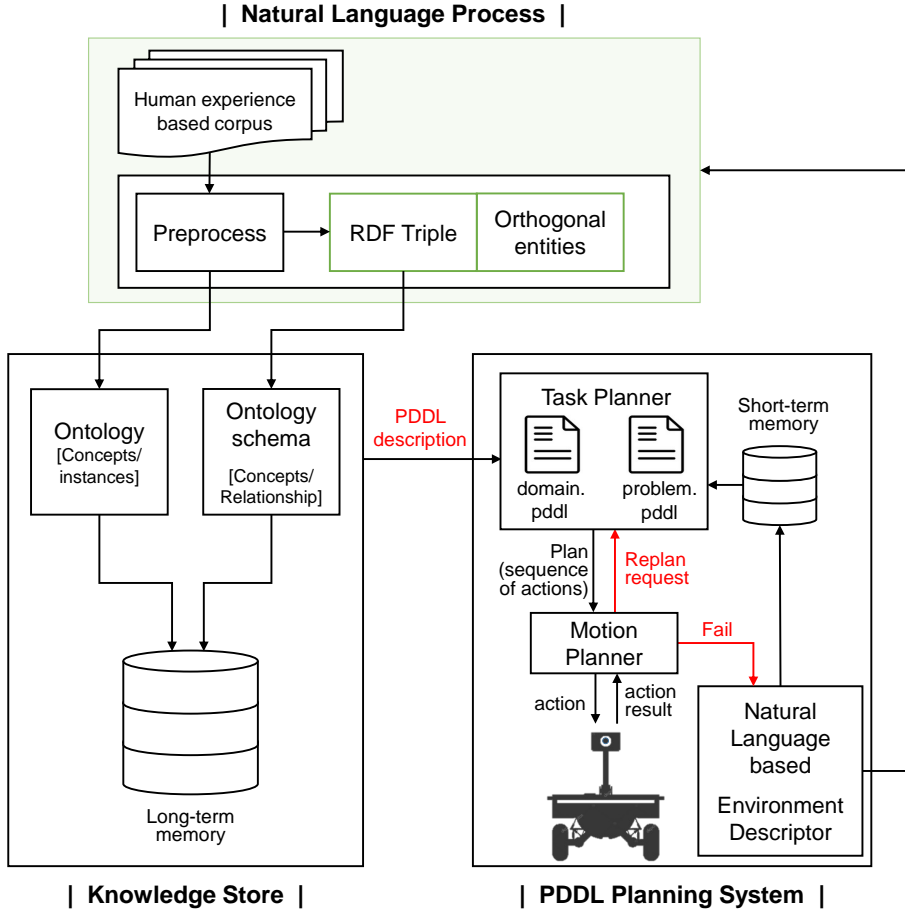 | Natural Language Process |
Human experience
based corpus
Preprocess
RDF Triple
Orthogonal
entities
Ontology
[Concepts/
instances]
Ontology
schema
[Concepts/
Relationship]
Long-term
memory
| Knowledge Store |
PDDL
description
Task Planner
domain.
pddl
problem.
pddl
Short-term
memory
Plan
(sequence
of actions)
Replan
request
Motion
Planner
Fail
action
action
result
Natural
Language
based
Environment
Descriptor
| PDDL Planning System |